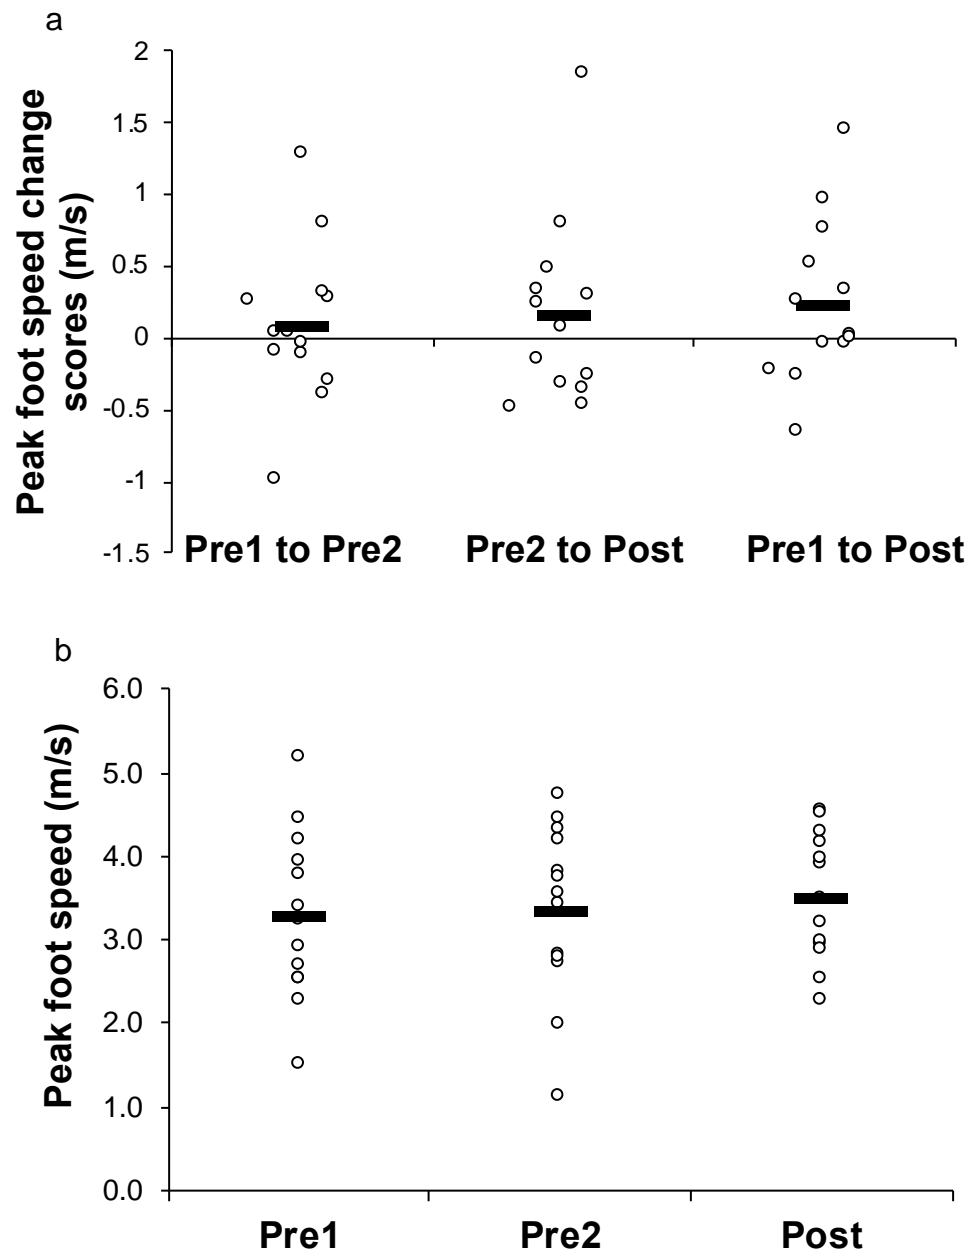 a
Peak foot speed change
scores (m/s)
2
1.5
1
0.5
0
-0.5
-1
-1.5
Pre1 to Pre2 Pre2 to Post Pre1 to Post
b
Peak foot speed (m/s)
6.0
5.0
4.0
3.0
2.0
1.0
0.0
Pre1 Pre2 Post